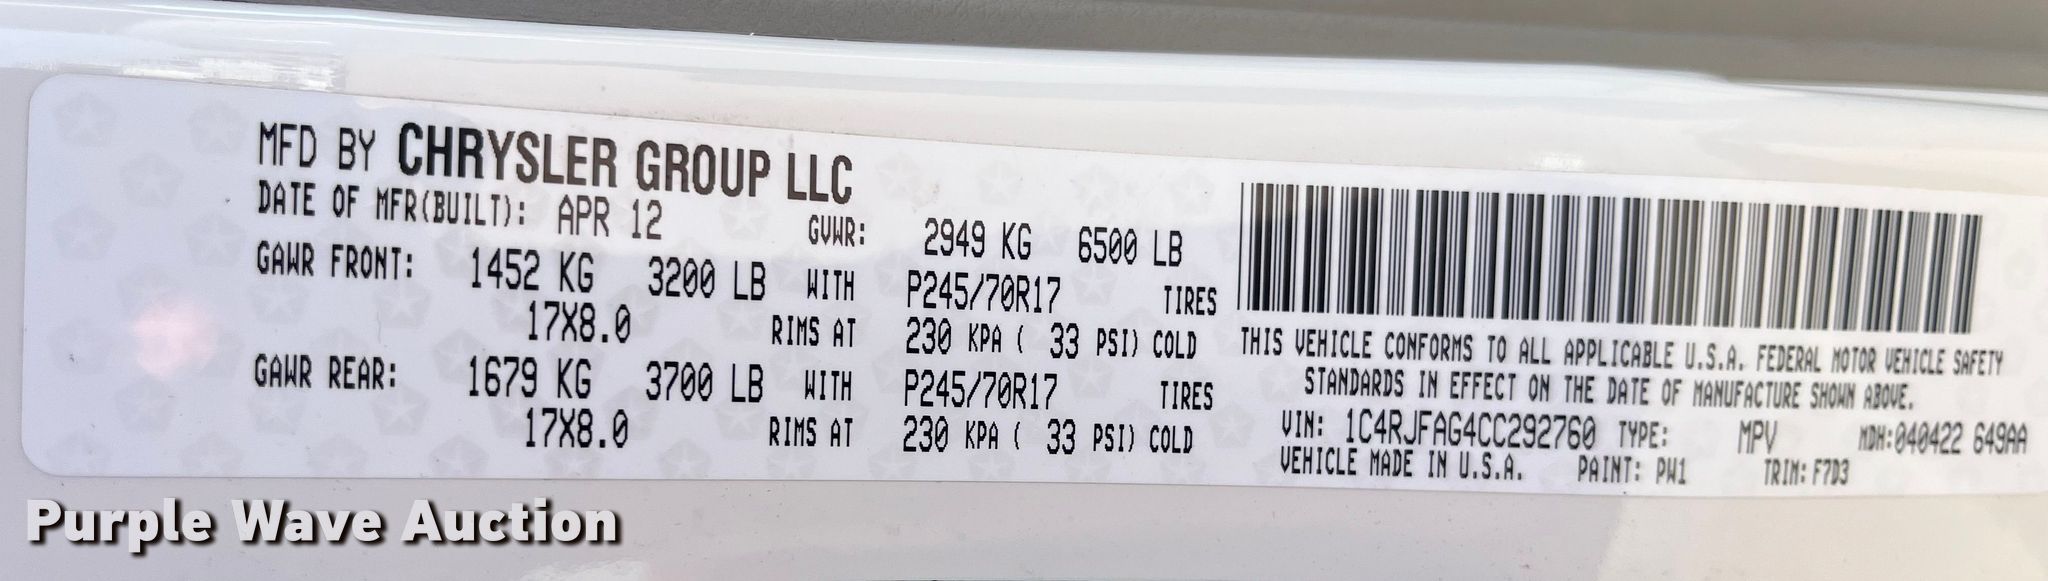 MFD BY CHRYSLER GROUP LLC
DATE OF MFR(BUILT): APR 12 GVWR: 2949 KG 6500 LB
GAWR FRONT: 1452 KG 3200 LB WITH P245/70R17 TIRES
17X8.0 RIMS AT 230 KPA ( 33 PSI) COLD
GAWR REAR: 1679 KG 3700 LB WITH P245/70R17 TIRES
17X8.0 RIMS AT 230 KPA ( 33 PSI) COLD
THIS VEHICLE CONFORMS TO ALL APPLICABLE U.S.A. FEDERAL MOTOR VEHICLE SAFETY
STANDARDS IN EFFECT ON THE DATE OF MANUFACTURE SHOWN ABOVE.
VIN: 1C4RJFAG4CC292760 TYPE: MPV MDH:040422 649AA
VEHICLE MADE IN U.S.A. PAINT: PW1 TRIM: F7D3
Purple Wave Auction